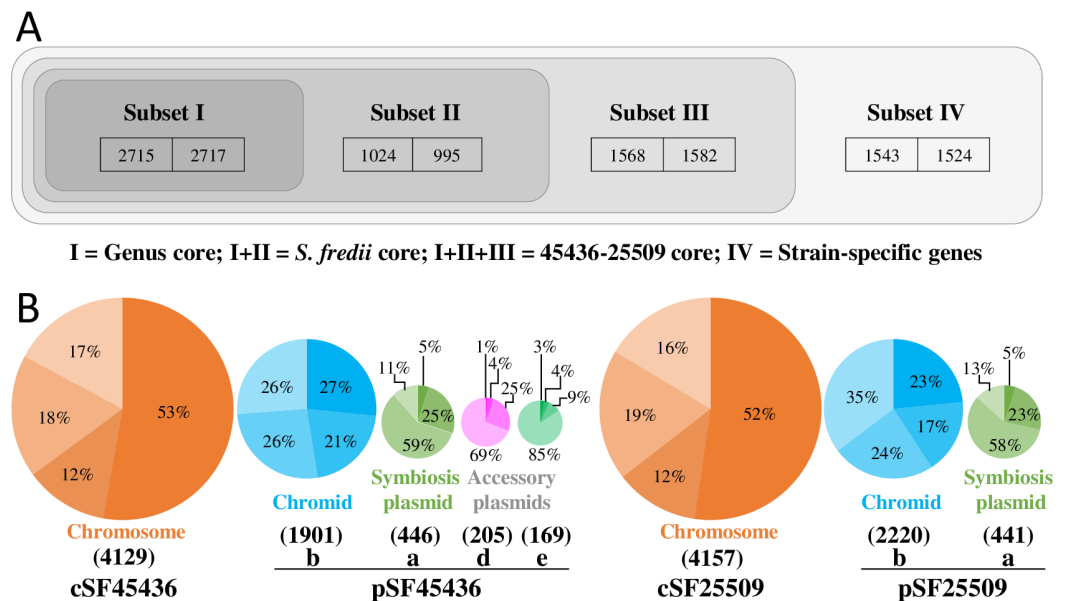 A
Subset I
Subset II
Subset III
Subset IV
2715 2717
1024 995
1568 1582
1543 1524
I = Genus core; I+II = S. fredii core; I+II+III = 45436-25509 core; IV = Strain-specific genes
B
17%
53%
18%
12%
26%
27%
26%
21%
11%
5%
25%
59%
1%
4%
25%
69%
3%
4%
9%
85%
16%
52%
19%
12%
35%
23%
17%
24%
13%
5%
23%
58%
Chromosome
(4129)
cSF45436
Chromid
(1901)
b
Symbiosis
plasmid
(446)
a
Accessory
plasmids
(205) (169)
d e
pSF45436
Chromosome
(4157)
cSF25509
Chromid
(2220)
b
Symbiosis
plasmid
(441)
a
pSF25509